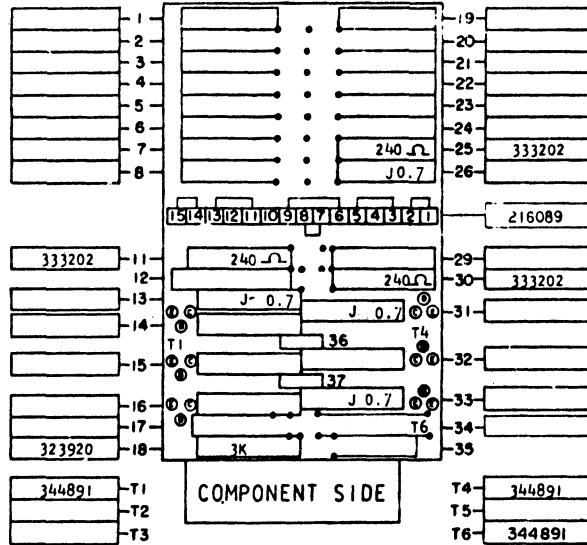 1 19
2 20
3 21
4 22
5 23
6 24
7 240 Ω 25 333202
8 J 0.7 26
15 14 13 12 11 10 9 8 7 6 5 4 3 2 1 216089
333202 11 240 Ω 29
12 240 Ω 30 333202
13 J- 0.7 J 0.7 31
14 T1 36 T4
15 32
37
16 J 0.7 33
17 T6 34
323920 18 3K 35
344891 T1 COMPONENT SIDE T4 344891
T2 T5
T3 T6 344891